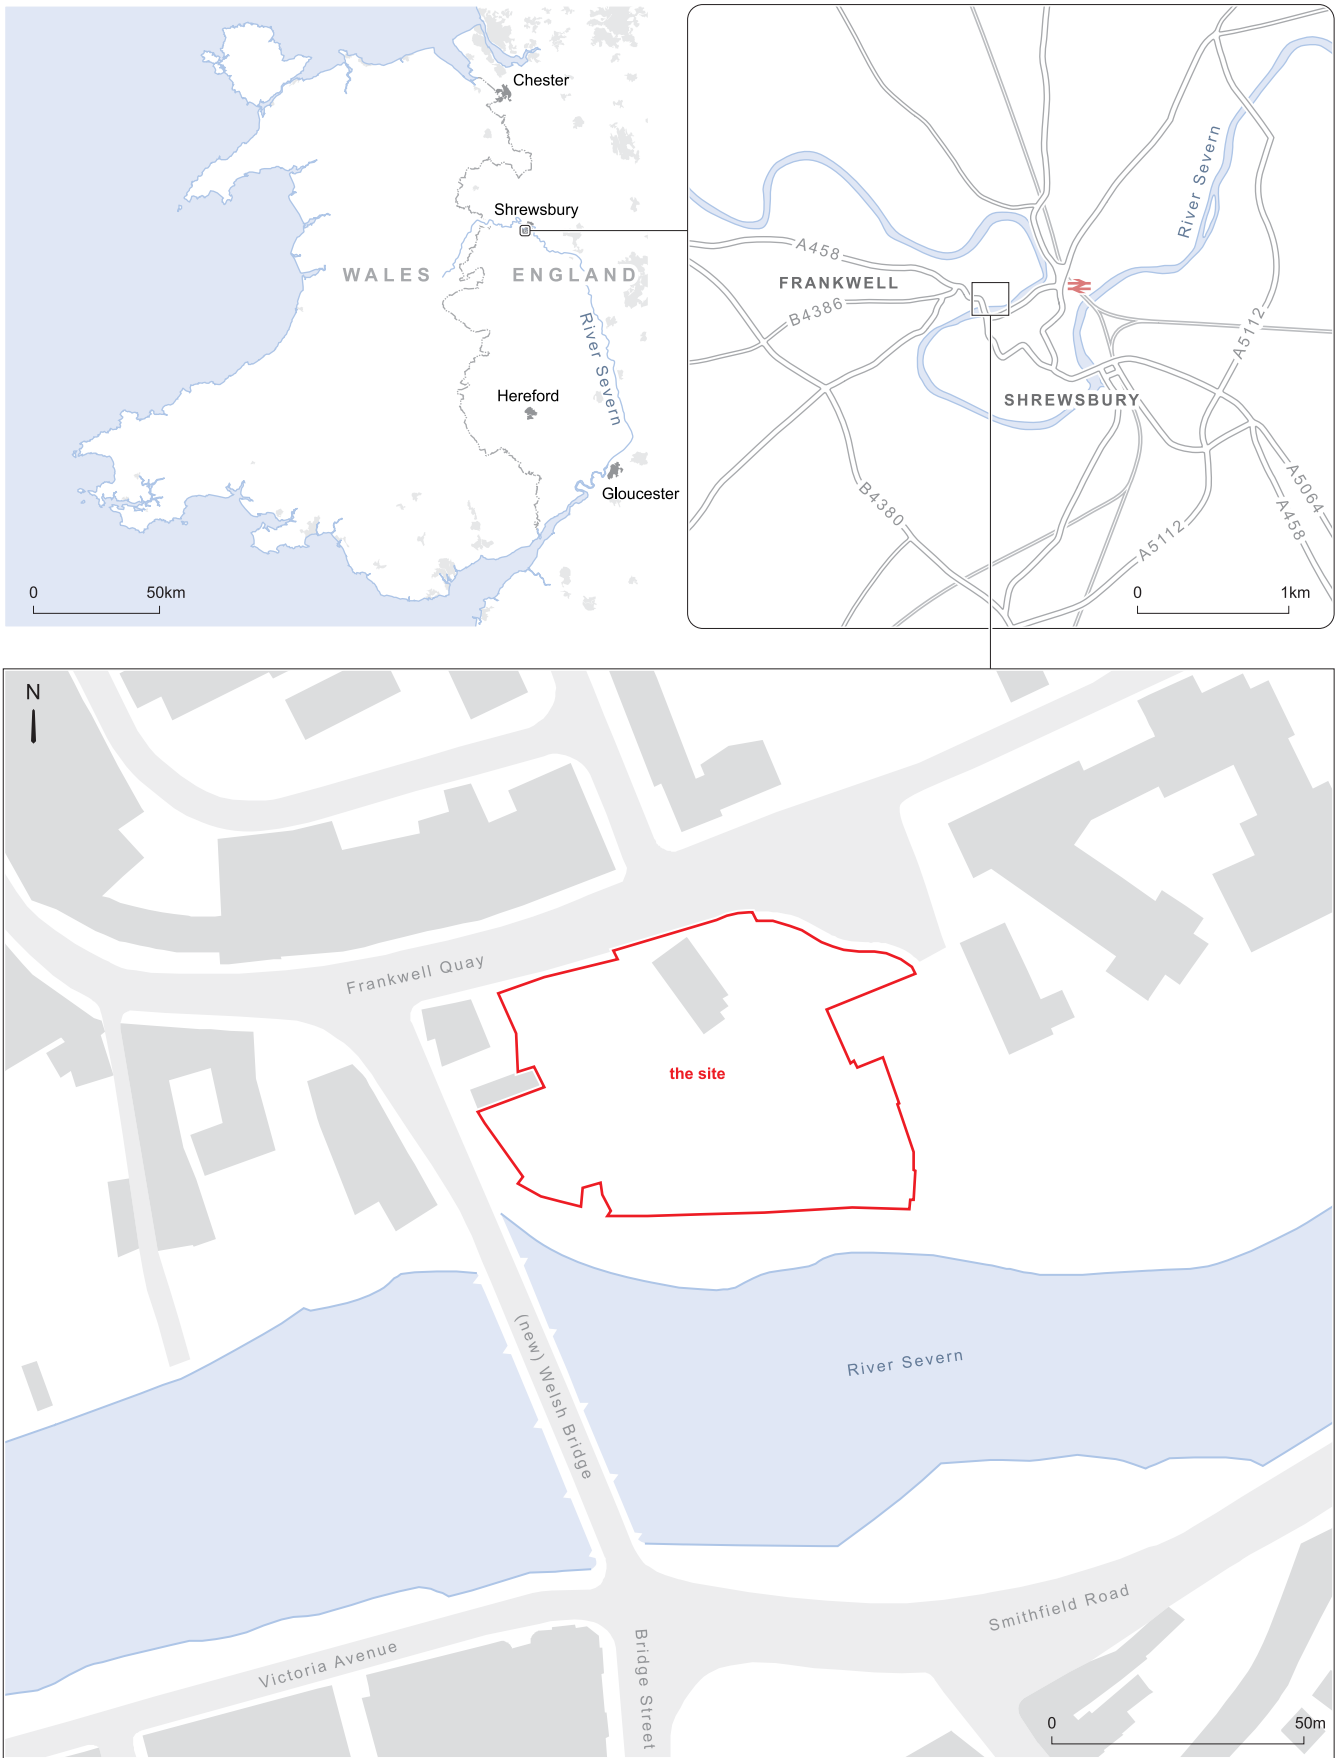 Chester
Shrewsbury
WALES
ENGLAND
River Severn
Hereford
Gloucester
0
50km
River Severn
A458
FRANKWELL
B4386
A5112
SHREWSBURY
B4380
A5064
A458
A5112
0
1km
N
Frankwell Quay
the site
(new) Welsh Bridge
River Severn
Smithfield Road
Victoria Avenue
Bridge Street
0
50m